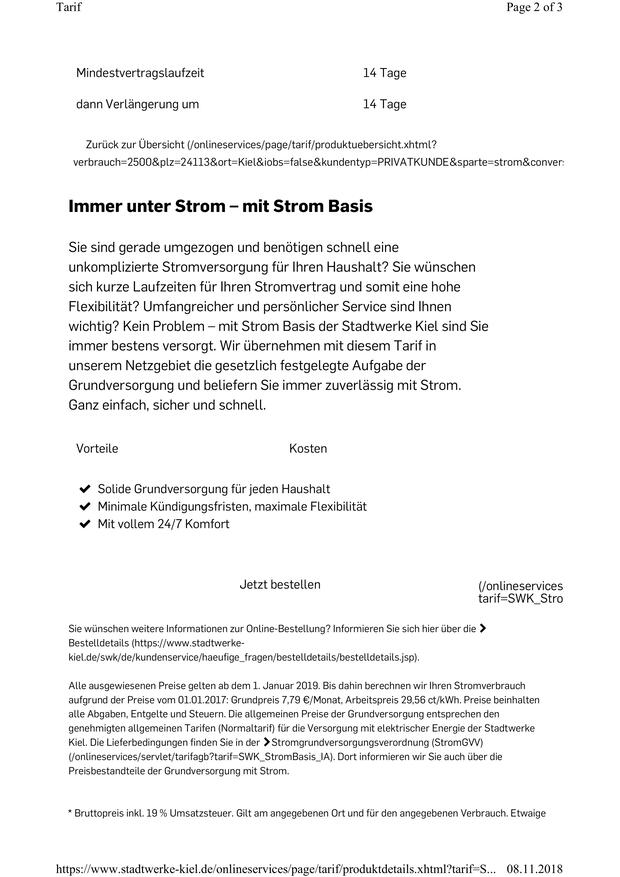 Tarif Page 2 of 3
Mindestvertragslaufzeit 14 Tage
dann Verlängerung um 14 Tage
Zurück zur Übersicht (/onlineservices/page/tarif/produktuebersicht.xhtml?
verbrauch=2500&plz=24113&ort=Kiel&iobs=false&kundentyp=PRIVATKUNDE&sparte=strom&conver
Immer unter Strom – mit Strom Basis
Sie sind gerade umgezogen und benötigen schnell eine
unkomplizierte Stromversorgung für Ihren Haushalt? Sie wünschen
sich kurze Laufzeiten für Ihren Stromvertrag und somit eine hohe
Flexibilität? Umfangreicher und persönlicher Service sind Ihnen
wichtig? Kein Problem – mit Strom Basis der Stadtwerke Kiel sind Sie
immer bestens versorgt. Wir übernehmen mit diesem Tarif in
unserem Netzgebiet die gesetzlich festgelegte Aufgabe der
Grundversorgung und beliefern Sie immer zuverlässig mit Strom.
Ganz einfach, sicher und schnell.
Vorteile Kosten
✔ Solide Grundversorgung für jeden Haushalt
✔ Minimale Kündigungsfristen, maximale Flexibilität
✔ Mit vollem 24/7 Komfort
Jetzt bestellen (/onlineservices
tarif=SWK_Stro
Sie wünschen weitere Informationen zur Online-Bestellung? Informieren Sie sich hier über die ❯
Bestelldetails (https://www.stadtwerke-
kiel.de/swk/de/kundenservice/haeufige_fragen/bestelldetails/bestelldetails.jsp).
Alle ausgewiesenen Preise gelten ab dem 1. Januar 2019. Bis dahin berechnen wir Ihren Stromverbrauch
aufgrund der Preise vom 01.01.2017: Grundpreis 7,79 €/Monat, Arbeitspreis 29,56 ct/kWh. Preise beinhalten
alle Abgaben, Entgelte und Steuern. Die allgemeinen Preise der Grundversorgung entsprechen den
genehmigten allgemeinen Tarifen (Normaltarif) für die Versorgung mit elektrischer Energie der Stadtwerke
Kiel. Die Lieferbedingungen finden Sie in der ❯Stromgrundversorgungsverordnung (StromGVV)
(/onlineservices/servlet/tarifagb?tarif=SWK_StromBasis_IA). Dort informieren wir Sie auch über die
Preisbestandteile der Grundversorgung mit Strom.
* Bruttopreis inkl. 19 % Umsatzsteuer. Gilt am angegebenen Ort und für den angegebenen Verbrauch. Etwaige
https://www.stadtwerke-kiel.de/onlineservices/page/tarif/produktdetails.xhtml?tarif=S... 08.11.2018